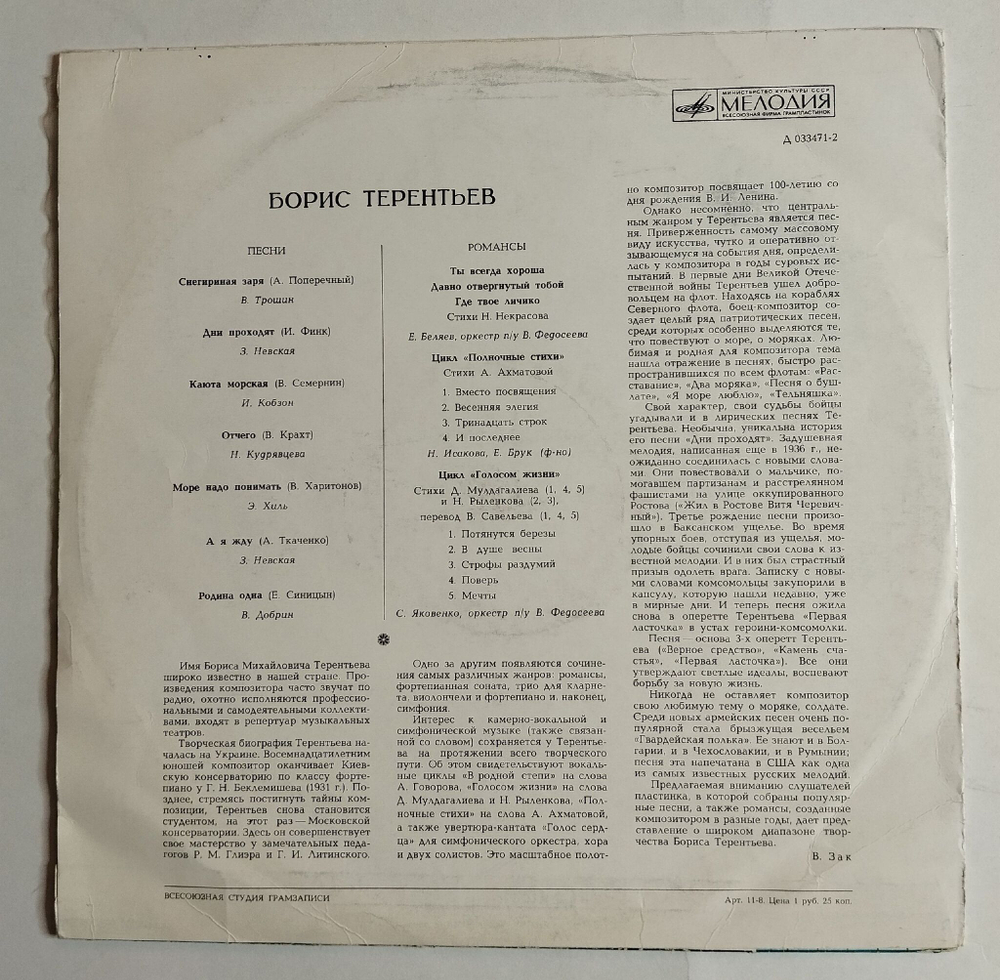 МИНИСТЕРСТВО КУЛЬТУРЫ СССР
МЕЛОДИЯ
ВСЕСОЮЗНАЯ ФИРМА ГРАМПЛАСТИНОК
Д 033471-2
БОРИС ТЕРЕНТЬЕВ
ПЕСНИ
Снегириная заря (А. Поперечный)
В. Трошин
Дни проходят (И. Финк)
З. Невская
Каюта морская (В. Семернин)
И. Кобзон
Отчего (В. Крахт)
Н. Кудрявцева
Море надо понимать (В. Харитонов)
Э. Хиль
А я жду (А. Ткаченко)
З. Невская
Родина одна (Е. Синицын)
В. Добрин
РОМАНСЫ
Ты всегда хороша
Давно отвергнутый тобой
Где твое личико
Стихи Н. Некрасова
Е. Беляев, оркестр п/у В. Федосеева
Цикл «Полночные стихи»
Стихи А. Ахматовой
1. Вместо посвящения
2. Весенняя элегия
3. Тринадцать строк
4. И последнее
Н. Исакова, Е. Брук (ф-но)
Цикл «Голосом жизни»
Стихи Д. Мулдагалиева (1, 4, 5)
и Н. Рыленкова (2, 3),
перевод В. Савельева (1, 4, 5)
1. Потянутся березы
2. В душе весны
3. Строфы раздумий
4. Поверь
5. Мечты
С. Яковенко, оркестр п/у В. Федосеева
Имя Бориса Михайловича Терентьева
широко известно в нашей стране. Про-
изведения композитора часто звучат по
радио, охотно исполняются профессио-
нальными и самодеятельными коллекти-
вами, входят в репертуар музыкальных
театров.
Творческая биография Терентьева на-
чалась на Украине. Восемнадцатилетним
юношей композитор оканчивает Киев-
скую консерваторию по классу форте-
пиано у Г. Н. Беклемишева (1931 г.). По-
зднее, стремясь постигнуть тайны ком-
позиции, Терентьев снова становится
студентом, на этот раз — Московской
консерватории. Здесь он совершенствует
свое мастерство у замечательных педа-
гогов Р. М. Глиэра и Г. И. Литинского.
Одно за другим появляются сочине-
ния самых различных жанров: романсы,
фортепианная соната, трио для кларне-
та, виолончели и фортепиано и, наконец,
симфония.
Интерес к камерно-вокальной и
симфонической музыке (также связан-
ной со словом) сохраняется у Терентье-
ва на протяжении всего творческого
пути. Об этом свидетельствуют вокаль-
ные циклы «В родной степи» на слова
А. Говорова, «Голосом жизни» на слова
Д. Мулдагалиева и Н. Рыленкова, «Пол-
ночные стихи» на слова А. Ахматовой,
а также увертюра-кантата «Голос серд-
ца» для симфонического оркестра, хора
и двух солистов. Это масштабное полот-
но композитор посвящает 100-летию со
дня рождения В. И. Ленина.
Однако несомненно, что централь-
ным жанром у Терентьева является пес-
ня. Приверженность самому массовому
виду искусства, чутко и оперативно от-
зывающемуся на события дня, определи-
лась у композитора в годы суровых ис-
пытаний. В первые дни Великой Отече-
ственной войны Терентьев ушел добро-
вольцем на флот. Находясь на кораблях
Северного флота, боец-композитор со-
здает целый ряд патриотических песен,
среди которых особенно выделяются те,
что повествуют о море, о моряках. Лю-
бимая и родная для композитора тема
нашла отражение в песнях, быстро рас-
пространившихся по всем флотам: «Рас-
ставание», «Два моряка», «Песня о буш-
лате», «Я море люблю», «Тельняшка».
Свой характер, свои судьбы бойцы
угадывали и в лирических песнях Те-
рентьева. Необычна, уникальна история
его песни «Дни проходят». Задушевная
мелодия, написанная еще в 1936 г., не-
ожиданно соединилась с новыми слова-
ми. Они повествовали о мальчике, по-
могавшем партизанам и расстрелянном
фашистами на улице оккупированного
Ростова («Жил в Ростове Витя Черевич-
ный»). Третье рождение песни произо-
шло в Баксанском ущелье. Во время
упорных боев, отступая из ущелья, мо-
лодые бойцы сочинили свои слова к из-
вестной мелодии. И в них был страстный
призыв одолеть врага. Записку с новы-
ми словами комсомольцы закупорили в
капсулу, которую нашли недавно, уже
в мирные дни. И теперь песня ожила
снова в оперетте Терентьева «Первая
ласточка» в устах героини-комсомолки.
Песня — основа 3-х оперетт Теренть-
ева («Верное средство», «Камень сча-
стья», «Первая ласточка»). Все они
утверждают светлые идеалы, воспевают
борьбу за новую жизнь.
Никогда не оставляет композитор
свою любимую тему о моряке, солдате.
Среди новых армейских песен очень по-
пулярной стала брызжущая весельем
«Гвардейская полька». Ее знают и в Бол-
гарии, и в Чехословакии, и в Румынии;
песня эта напечатана в США как одна
из самых известных русских мелодий.
Предлагаемая вниманию слушателей
пластинка, в которой собраны популяр-
ные песни, а также романсы, созданные
композитором в разные годы, дает пред-
ставление о широком диапазоне твор-
чества Бориса Терентьева.
В. Зак
ВСЕСОЮЗНАЯ СТУДИЯ ГРАМЗАПИСИ
Арт. 11-8. Цена 1 руб. 25 коп.